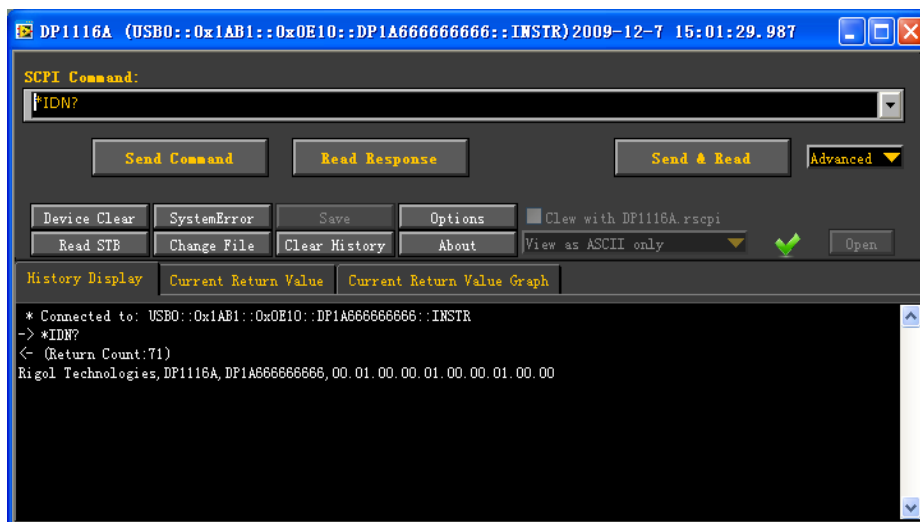 DP1116A (USB0::0x1AB1::0x0E10::DP1A666666666::INSTR)2009-12-7 15:01:29.987
SCPI Command:
*IDN?
Send Command Read Response Send & Read Advanced
Device Clear SystemError Save Options Clew with DP1116A.rscpi
Read STB Change File Clear History About View as ASCII only Open
History Display Current Return Value Current Return Value Graph
* Connected to: USB0::0x1AB1::0x0E10::DP1A666666666::INSTR
-> *IDN?
<- (Return Count:71)
Rigol Technologies,DP1116A,DP1A666666666,00.01.00.00.01.00.00.01.00.00